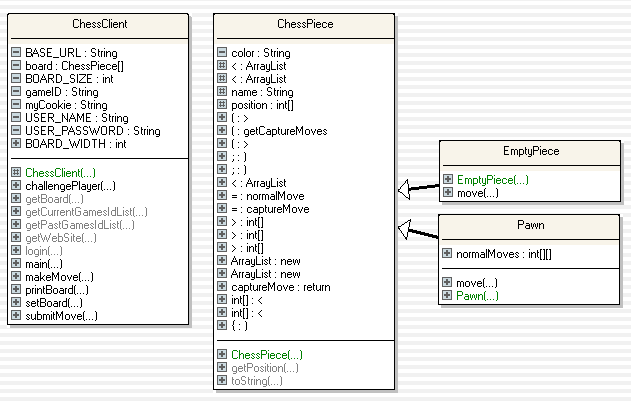 ChessClient
BASE_URL : String
board : ChessPiece[]
BOARD_SIZE : int
gameID : String
myCookie : String
USER_NAME : String
USER_PASSWORD : String
BOARD_WIDTH : int
ChessClient(...)
challengePlayer(...)
getBoard(...)
getCurrentGamesIdList(...)
getPastGamesIdList(...)
getWebSite(...)
login(...)
main(...)
makeMove(...)
printBoard(...)
setBoard(...)
submitMove(...)
ChessPiece
color : String
< : ArrayList
< : ArrayList
name : String
position : int[]
( : >
( : getCaptureMoves
( : >
; : )
; : )
< : ArrayList
= : normalMove
= : captureMove
> : int[]
> : int[]
> : int[]
ArrayList : new
ArrayList : new
captureMove : return
int[] : <
int[] : <
{ : )
ChessPiece(...)
getPosition(...)
toString(...)
EmptyPiece
EmptyPiece(...)
move(...)
Pawn
normalMoves : int[][]
move(...)
Pawn(...)